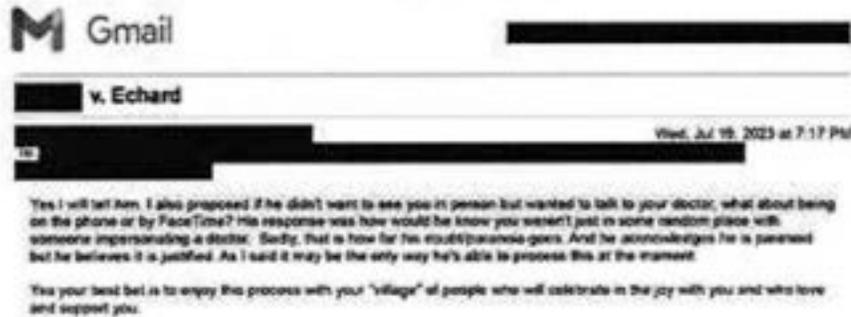 Gmail
v. Echard
Wed, Jul 19, 2023 at 7:17 PM
To:
Yes I will tell him. I also proposed if he didn't want to see you in person but wanted to talk to your doctor, what about being
on the phone or by FaceTime? His response was how would he know you weren't just in some random place with
someone impersonating a doctor. Sadly, that is how far his doubt/paranoia goes. And he acknowledges he is paranoid
but he believes it is justified. As I said it may be the only way he's able to process this at the moment.
Yes your best bet is to enjoy this process with your "village" of people who will celebrate in the joy with you and who love
and support you.